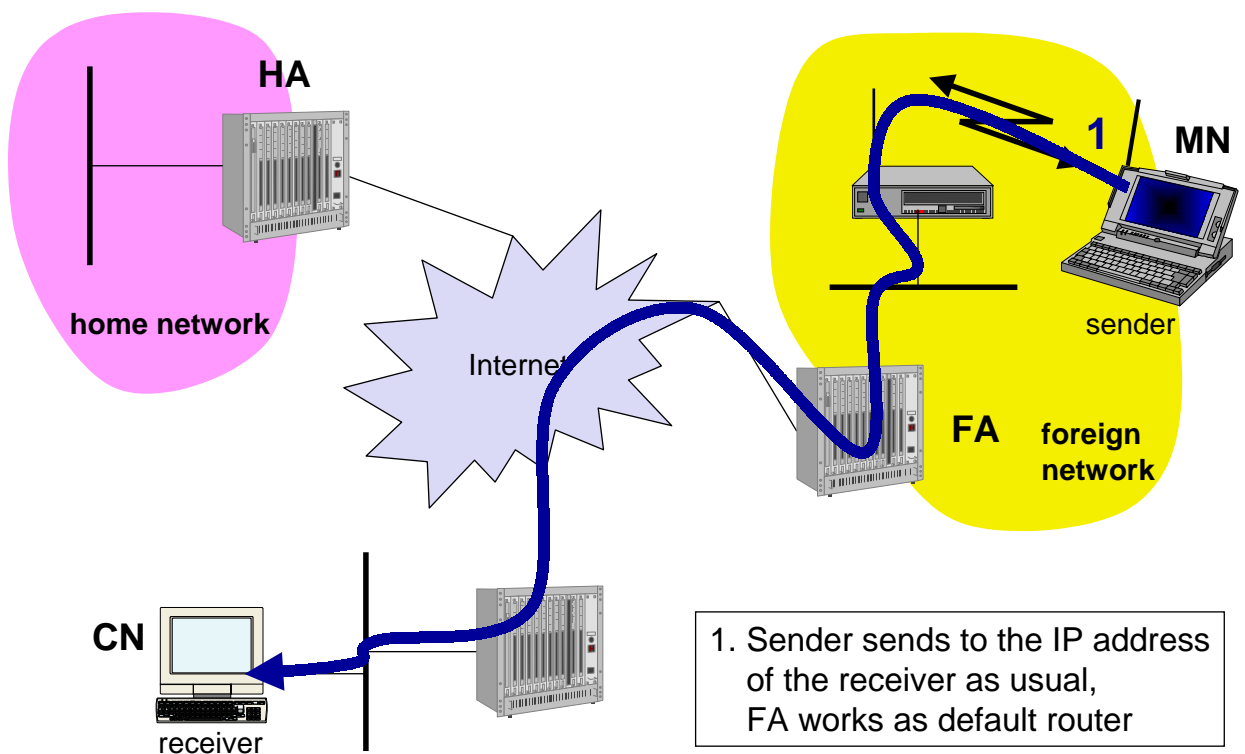 HA
1
MN
home network
sender
Internet
FA
foreign
network
CN
receiver
1. Sender sends to the IP address
of the receiver as usual,
FA works as default router